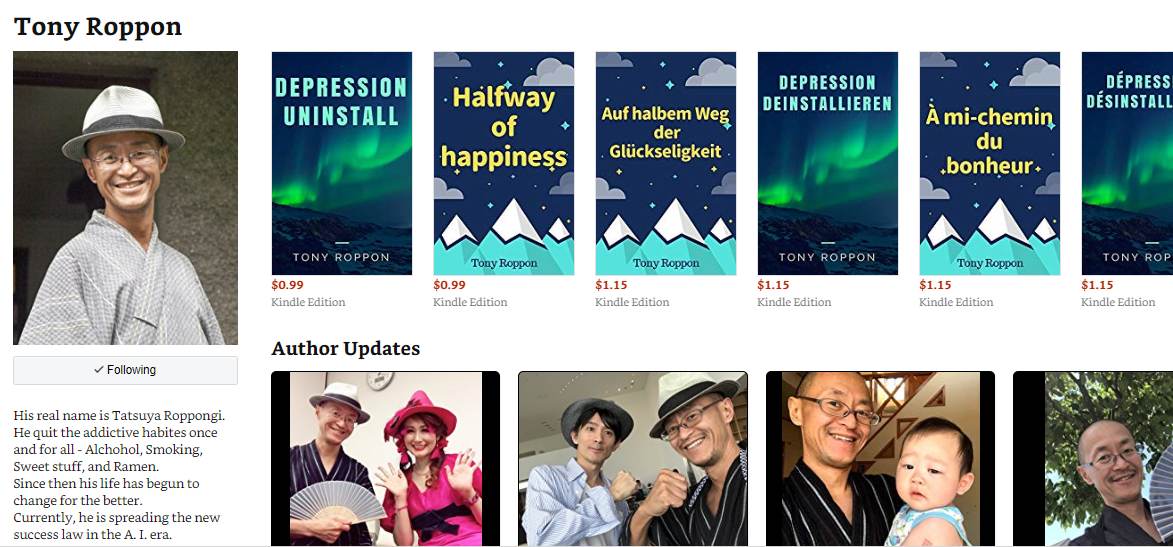 Tony Roppon
DEPRESSION
UNINSTALL
TONY ROPPON
$0.99
Kindle Edition
Halfway
of
happiness
Tony Roppon
$0.99
Kindle Edition
Auf halbem Weg
der
Glückseligkeit
Tony Roppon
$1.15
Kindle Edition
DEPRESSION
DEINSTALLIEREN
TONY ROPPON
$1.15
Kindle Edition
À mi-chemin
du
bonheur
Tony Roppon
$1.15
Kindle Edition
DÉPRESS
DÉSINSTALL
TONY ROP
$1.15
Kindle Edition
Following
His real name is Tatsuya Roppongi.
He quit the addictive habites once
and for all - Alchohol, Smoking,
Sweet stuff, and Ramen.
Since then his life has begun to
change for the better.
Currently, he is spreading the new
success law in the A. I. era.
Author Updates